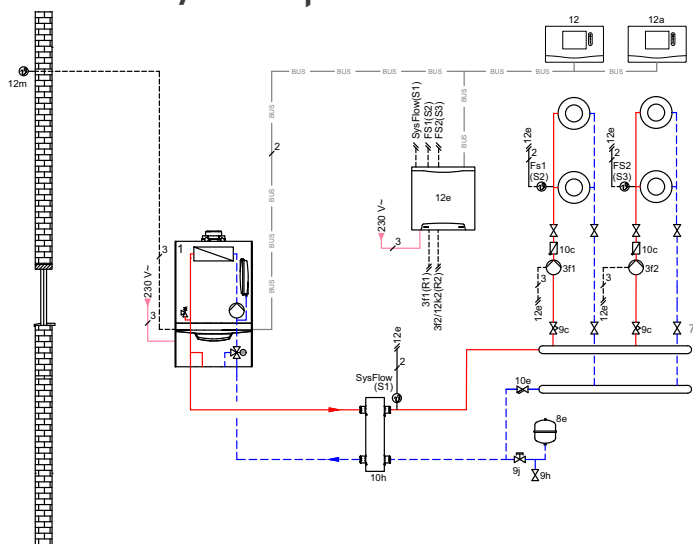 12
12a
BUS BUS BUS BUS BUS BUS
12m
BUS
BUS
BUS
BUS
2
SysFlow(S1)
FS1(S2)
FS2(S3)
BUS
12e
2
Fs1
(S2)
12e
2
FS2
(S3)
12e
230 V~
3
3f1(R1)
3f2/12k2(R2)
3
1
230 V~
3
10c
10c
3f1
3f2
3
12e
3
12e
9c
9c
7
12e
2
SysFlow
(S1)
10e
8e
10h
9j
9h